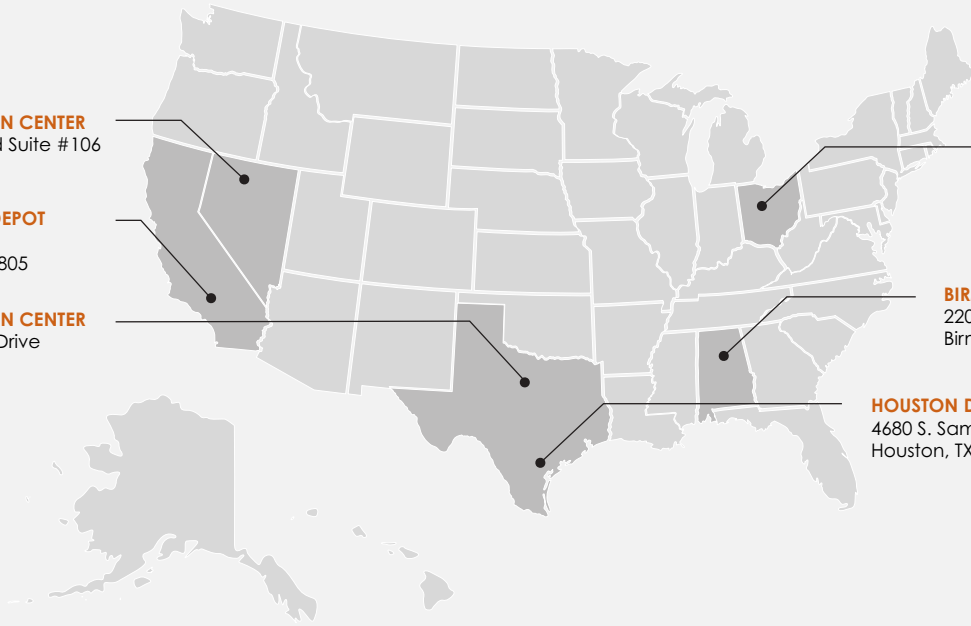 N CENTER
Suite #106
DEPOT
805
N CENTER
Drive
BIR
220
Birr
HOUSTON D
4680 S. Sam
Houston, TX